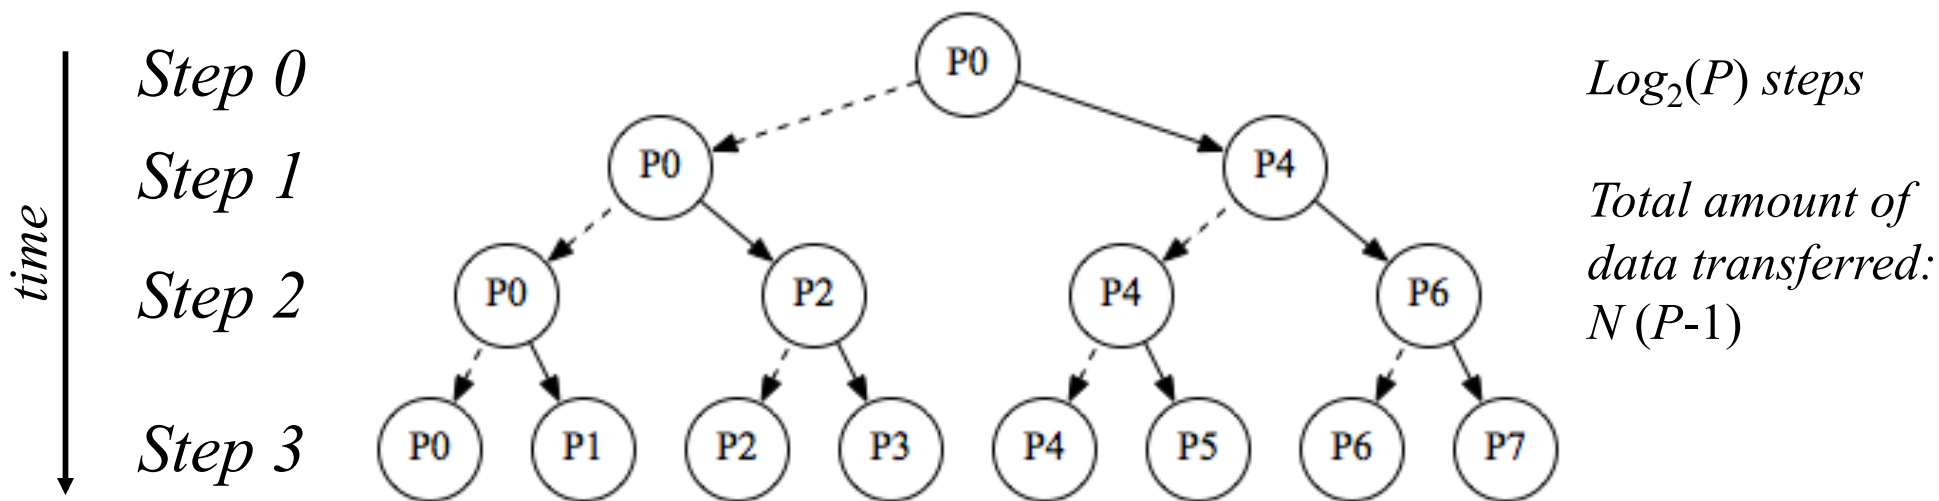 time
Step 0
P0
Log₂(P) steps
Step 1
P0
P4
Total amount of
data transferred:
N (P-1)
Step 2
P0
P2
P4
P6
Step 3
P0
P1
P2
P3
P4
P5
P6
P7